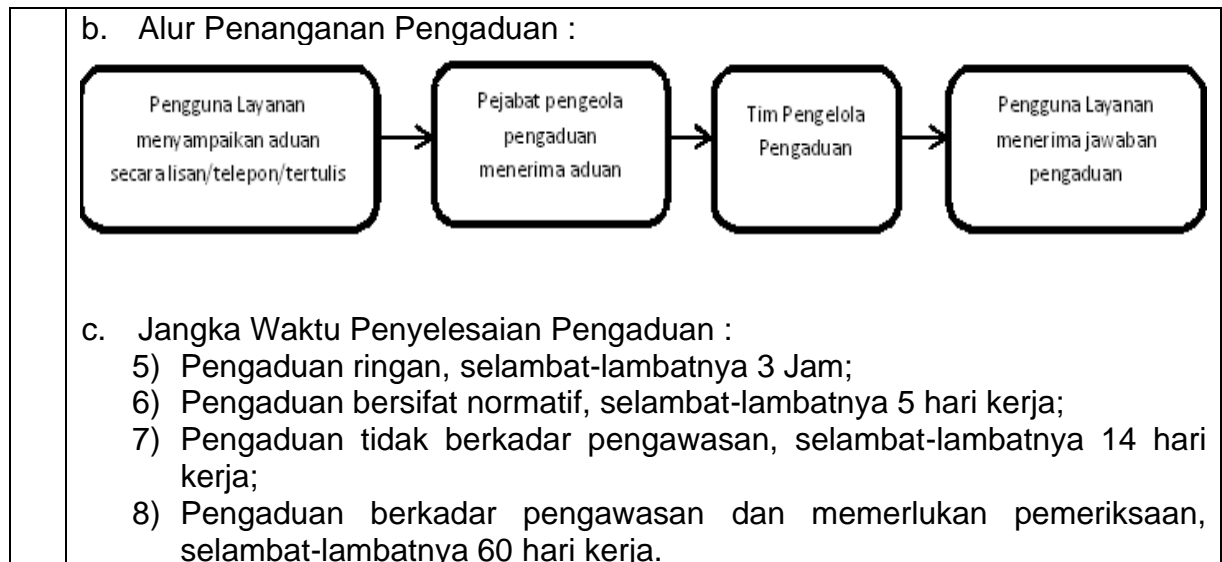 b. Alur Penanganan Pengaduan :
Pengguna Layanan
menyampaikan aduan
secara lisan/telepon/tertulis
Pejabat pengeola
pengaduan
menerima aduan
Tim Pengelola
Pengaduan
Pengguna Layanan
menerima jawaban
pengaduan
c. Jangka Waktu Penyelesaian Pengaduan :
5) Pengaduan ringan, selambat-lambatnya 3 Jam;
6) Pengaduan bersifat normatif, selambat-lambatnya 5 hari kerja;
7) Pengaduan tidak berkadar pengawasan, selambat-lambatnya 14 hari
kerja;
8) Pengaduan berkadar pengawasan dan memerlukan pemeriksaan,
selambat-lambatnya 60 hari kerja.